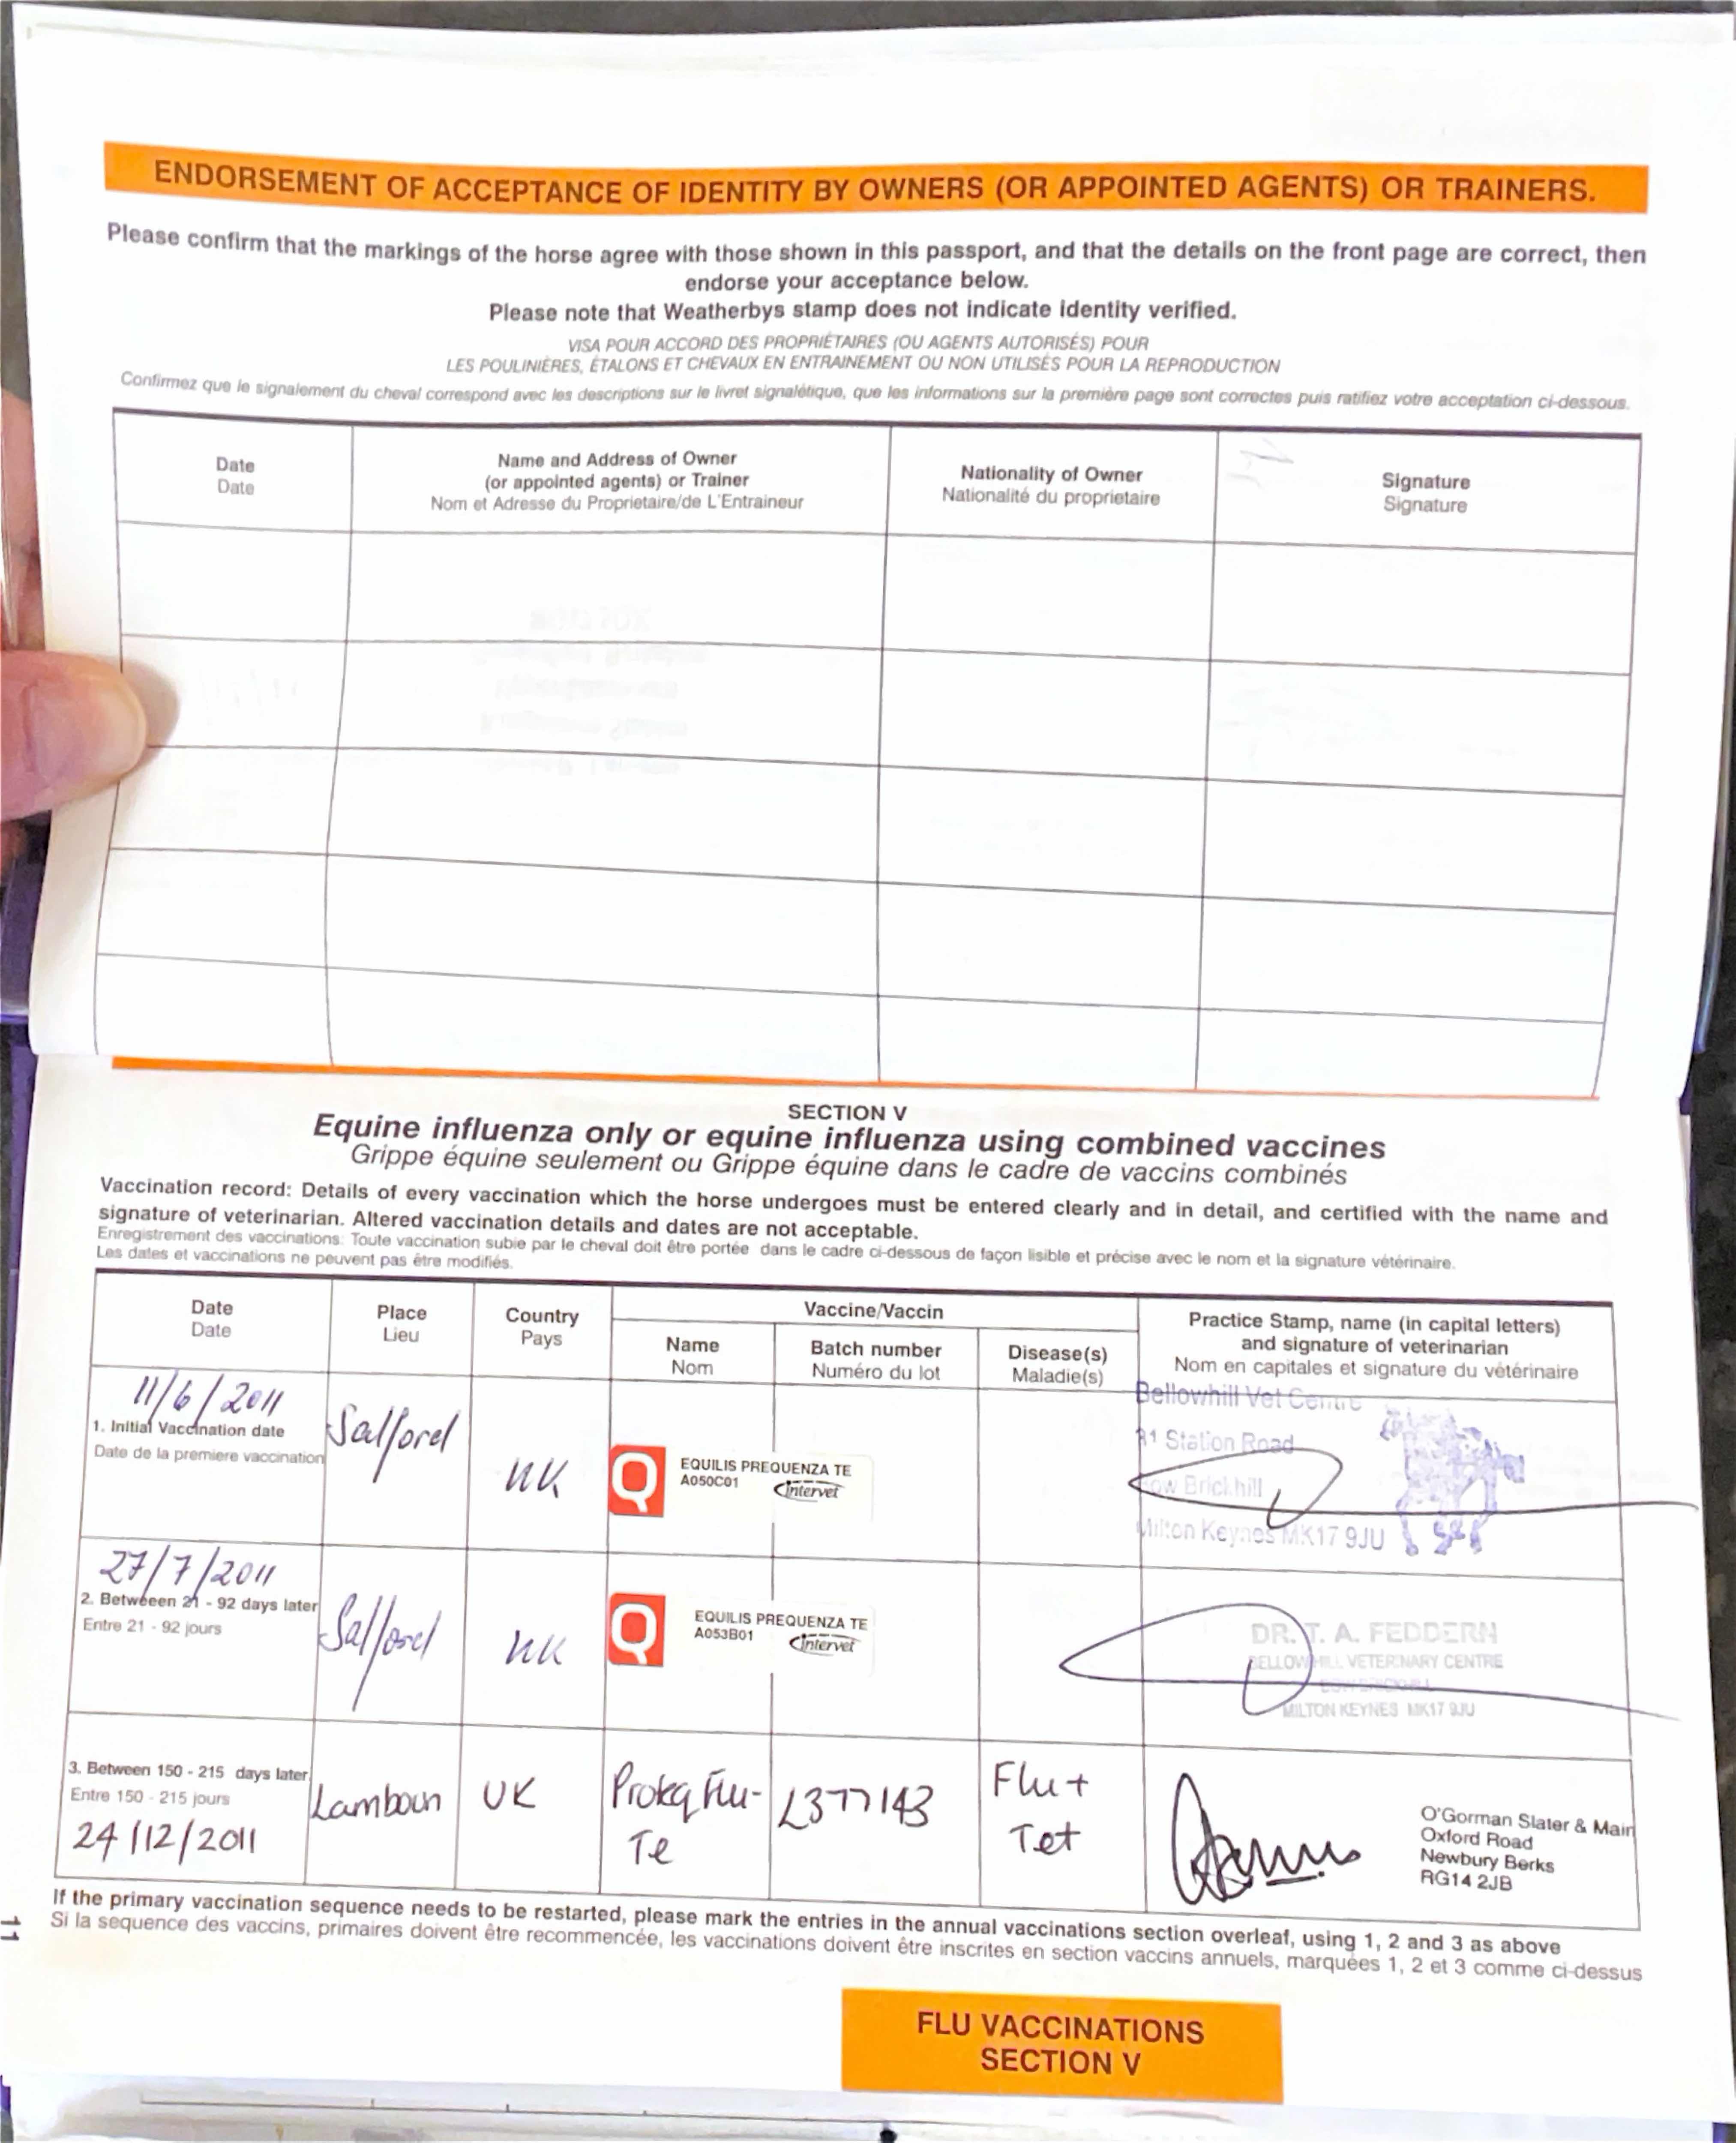 ENDORSEMENT OF ACCEPTANCE OF IDENTITY BY OWNERS (OR APPOINTED AGENTS) OR TRAINERS.
Please confirm that the markings of the horse agree with those shown in this passport, and that the details on the front page are correct, then
endorse your acceptance below.
Please note that Weatherbys stamp does not indicate identity verified.
VISA POUR ACCORD DES PROPRIÉTAIRES (OU AGENTS AUTORISÉS) POUR
LES POULINIÈRES, ÉTALONS ET CHEVAUX EN ENTRAINEMENT OU NON UTILISÉS POUR LA REPRODUCTION
Confirmez que le signalement du cheval correspond avec les descriptions sur le livret signalétique, que les informations sur la première page sont correctes puis ratifiez votre acceptation ci-dessous.
Date
Date
Name and Address of Owner
(or appointed agents) or Trainer
Nom et Adresse du Proprietaire/de L'Entraineur
Nationality of Owner
Nationalité du proprietaire
Signature
Signature
SECTION V
Equine influenza only or equine influenza using combined vaccines
Grippe équine seulement ou Grippe équine dans le cadre de vaccins combinés
Vaccination record: Details of every vaccination which the horse undergoes must be entered clearly and in detail, and certified with the name and
signature of veterinarian. Altered vaccination details and dates are not acceptable.
Enregistrement des vaccinations: Toute vaccination subie par le cheval doit être portée dans le cadre ci-dessous de façon lisible et précise avec le nom et la signature vétérinaire.
Les dates et vaccinations ne peuvent pas être modifiés.
Date
Date
Place
Lieu
Country
Pays
Vaccine/Vaccin
Name
Nom
Batch number
Numéro du lot
Disease(s)
Maladie(s)
Practice Stamp, name (in capital letters)
and signature of veterinarian
Nom en capitales et signature du vétérinaire
11/6/2011
1. Initial Vaccination date
Date de la premiere vaccination
Salford
UK
Q
EQUILIS PREQUENZA TE
A050C01
Intervet
Bellowhill Vet Centre
Station Road
Bow Brickhill
Milton Keynes MK17 9JU
27/7/2011
2. Betweeen 21 - 92 days later
Entre 21 - 92 jours
Salford
UK
Q
EQUILIS PREQUENZA TE
A053B01
Intervet
DR. T. A. FEDDERN
BELLOWHILL VETERINARY CENTRE
BOW BRICKHILL
MILTON KEYNES MK17 9JU
3. Between 150 - 215 days later
Entre 150 - 215 jours
24/12/2011
Lambourn
UK
Proteq Flu-
Te
L377143
Flu +
Tet
O'Gorman Slater & Main
Oxford Road
Newbury Berks
RG14 2JB
If the primary vaccination sequence needs to be restarted, please mark the entries in the annual vaccinations section overleaf, using 1, 2 and 3 as above
Si la sequence des vaccins, primaires doivent être recommencée, les vaccinations doivent être inscrites en section vaccins annuels, marquées 1, 2 et 3 comme ci-dessus
11
FLU VACCINATIONS
SECTION V